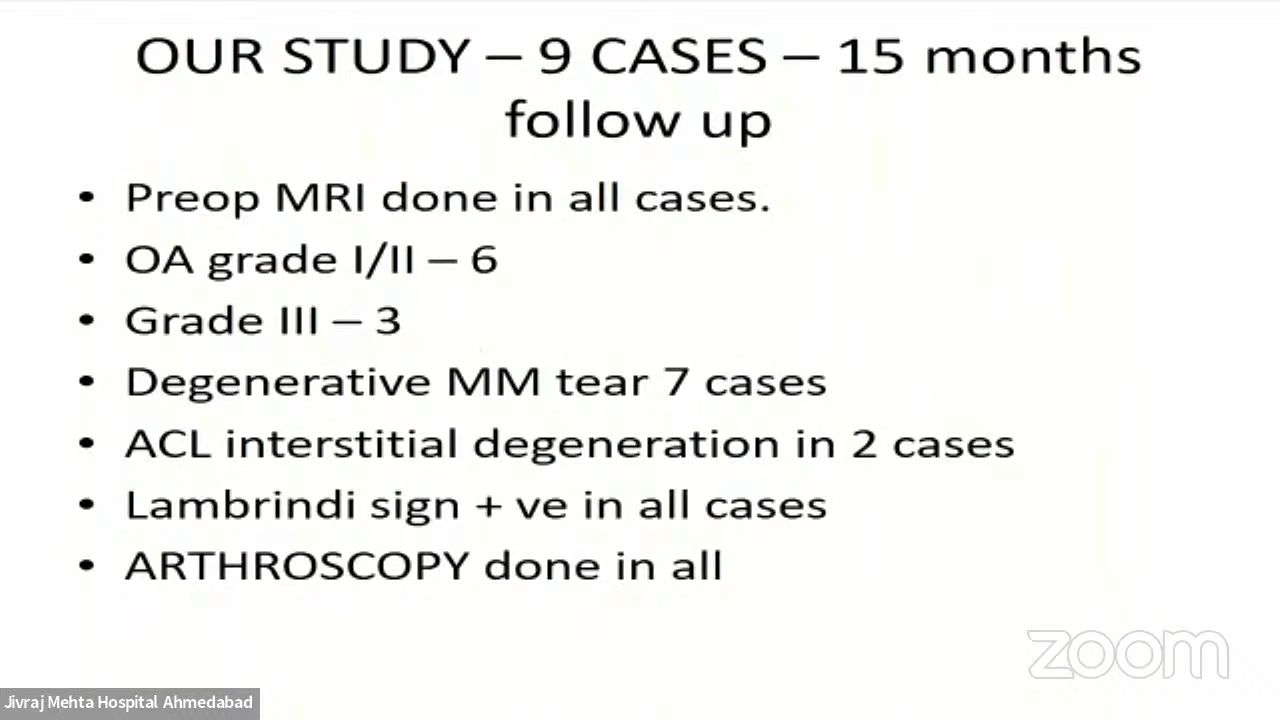 OUR STUDY – 9 CASES – 15 months
follow up
• Preop MRI done in all cases.
• OA grade I/II – 6
• Grade III – 3
• Degenerative MM tear 7 cases
• ACL interstitial degeneration in 2 cases
• Lambrindi sign + ve in all cases
• ARTHROSCOPY done in all
zoom
Jivraj Mehta Hospital Ahmedabad